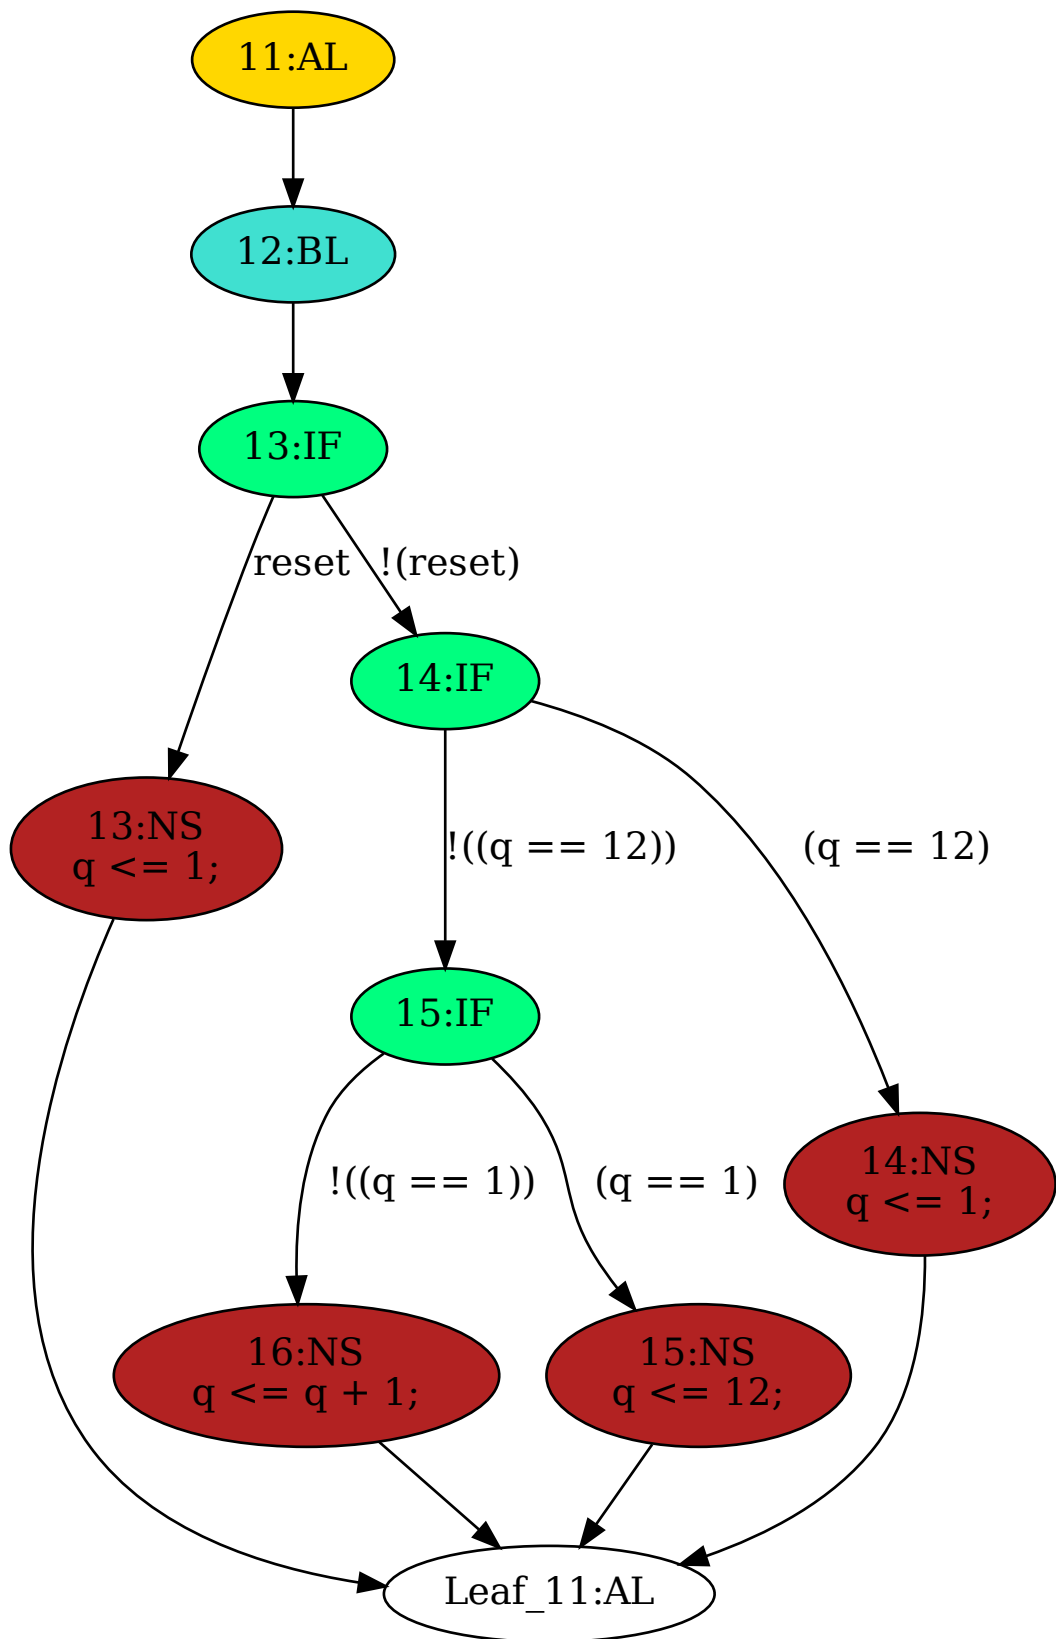 11:AL
12:BL
13:IF
reset
!(reset)
14:IF
13:NS
q <= 1;
!((q == 12))
(q == 12)
15:IF
!((q == 1))
(q == 1)
14:NS
q <= 1;
16:NS
q <= q + 1;
15:NS
q <= 12;
Leaf_11:AL